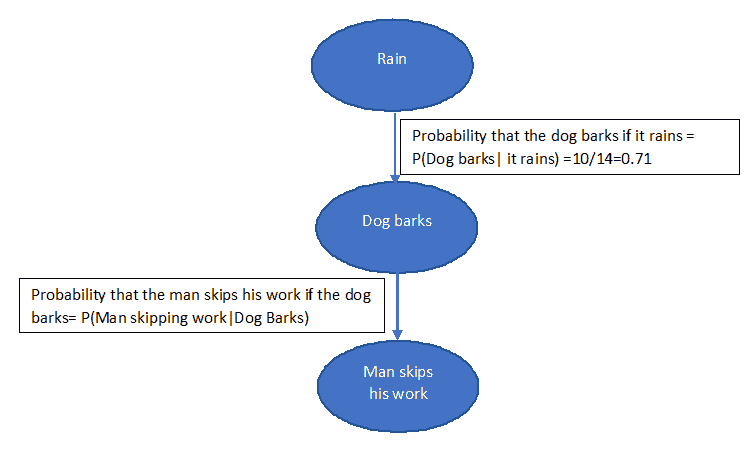 Rain
Probability that the dog barks if it rains =
P(Dog barks| it rains) =10/14=0.71
Dog barks
Probability that the man skips his work if the dog
barks= P(Man skipping work|Dog Barks)
Man skips
his work